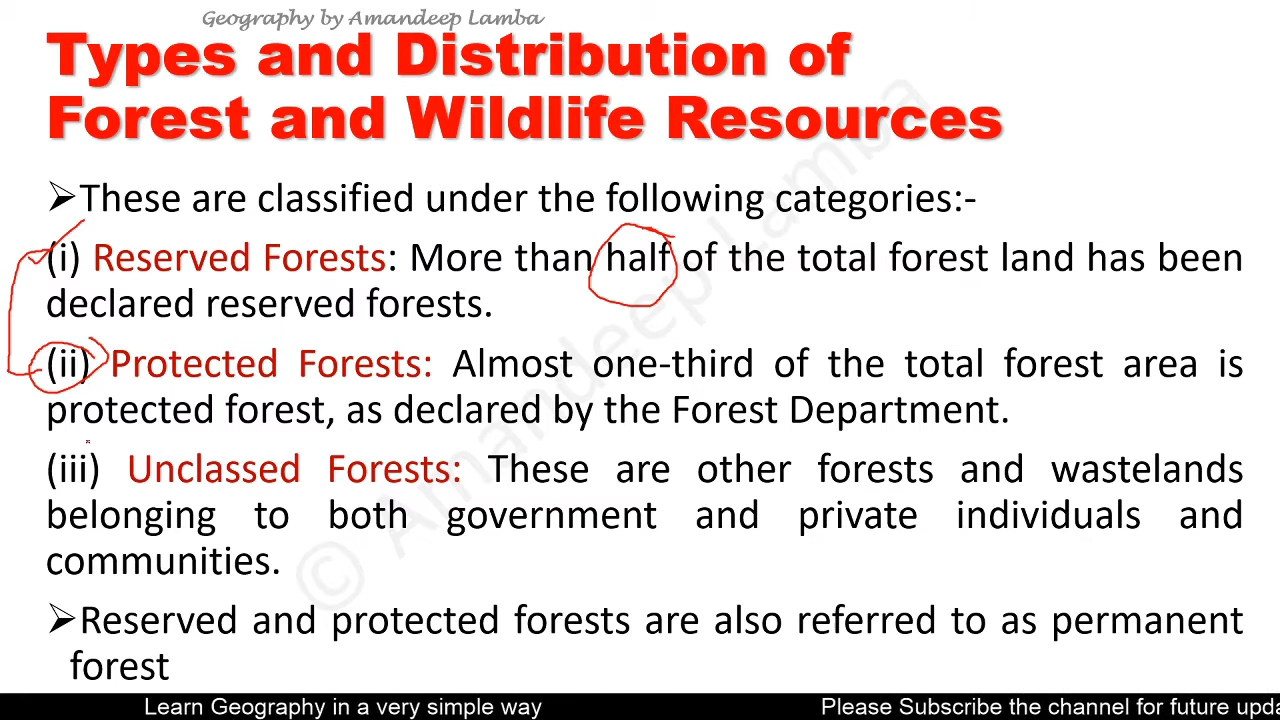 Geography by Amandeep Lamba
Types and Distribution of
Forest and Wildlife Resources
➢These are classified under the following categories:-
(i) Reserved Forests: More than half of the total forest land has been
declared reserved forests.
(ii) Protected Forests: Almost one-third of the total forest area is
protected forest, as declared by the Forest Department.
(iii) Unclassed Forests: These are other forests and wastelands
belonging to both government and private individuals and
communities.
➢Reserved and protected forests are also referred to as permanent
forest
© Amandeep Lamba
Learn Geography in a very simple way
Please Subscribe the channel for future upda